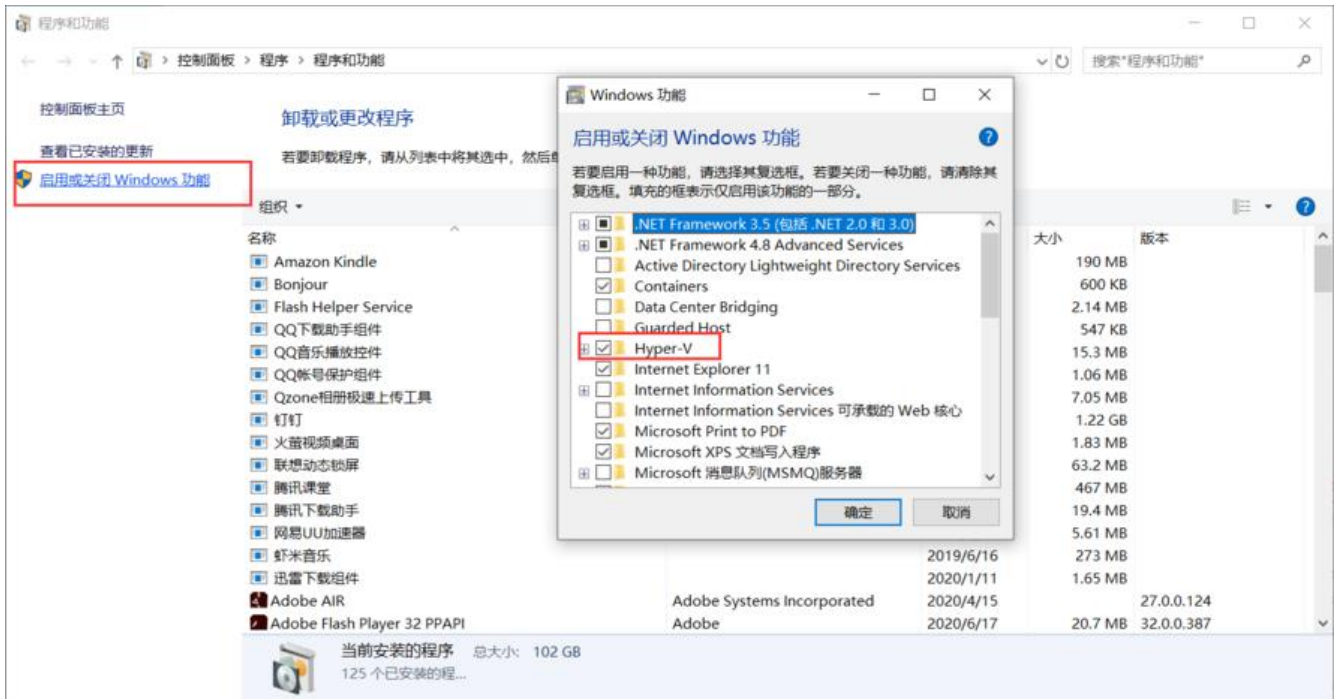 程序和功能
控制面板 > 程序 > 程序和功能
搜索"程序和功能"
控制面板主页
查看已安装的更新
启用或关闭 Windows 功能
卸载或更改程序
若要卸载程序，请从列表中将其选中，然后
组织
名称
大小
版本
Amazon Kindle
190 MB
Bonjour
600 KB
Flash Helper Service
2.14 MB
QQ下载助手组件
547 KB
QQ音乐播放控件
15.3 MB
QQ帐号保护组件
1.06 MB
Qzone相册极速上传工具
7.05 MB
钉钉
1.22 GB
火萤视频桌面
1.83 MB
联想动态锁屏
63.2 MB
腾讯课堂
467 MB
腾讯下载助手
19.4 MB
网易UU加速器
5.61 MB
虾米音乐 2019/6/16 273 MB
迅雷下载组件 2020/1/11 1.65 MB
Adobe AIR Adobe Systems Incorporated 2020/4/15 27.0.0.124
Adobe Flash Player 32 PPAPI Adobe 2020/6/17 20.7 MB 32.0.0.387
当前安装的程序 总大小: 102 GB
125 个已安装的程...
Windows 功能
启用或关闭 Windows 功能
若要启用一种功能，请选择其复选框。若要关闭一种功能，请清除其
复选框。填充的框表示仅启用该功能的一部分。
.NET Framework 3.5 (包括 .NET 2.0 和 3.0)
.NET Framework 4.8 Advanced Services
Active Directory Lightweight Directory Services
Containers
Data Center Bridging
Guarded Host
Hyper-V
Internet Explorer 11
Internet Information Services
Internet Information Services 可承载的 Web 核心
Microsoft Print to PDF
Microsoft XPS 文档写入程序
Microsoft 消息队列(MSMQ)服务器
确定
取消